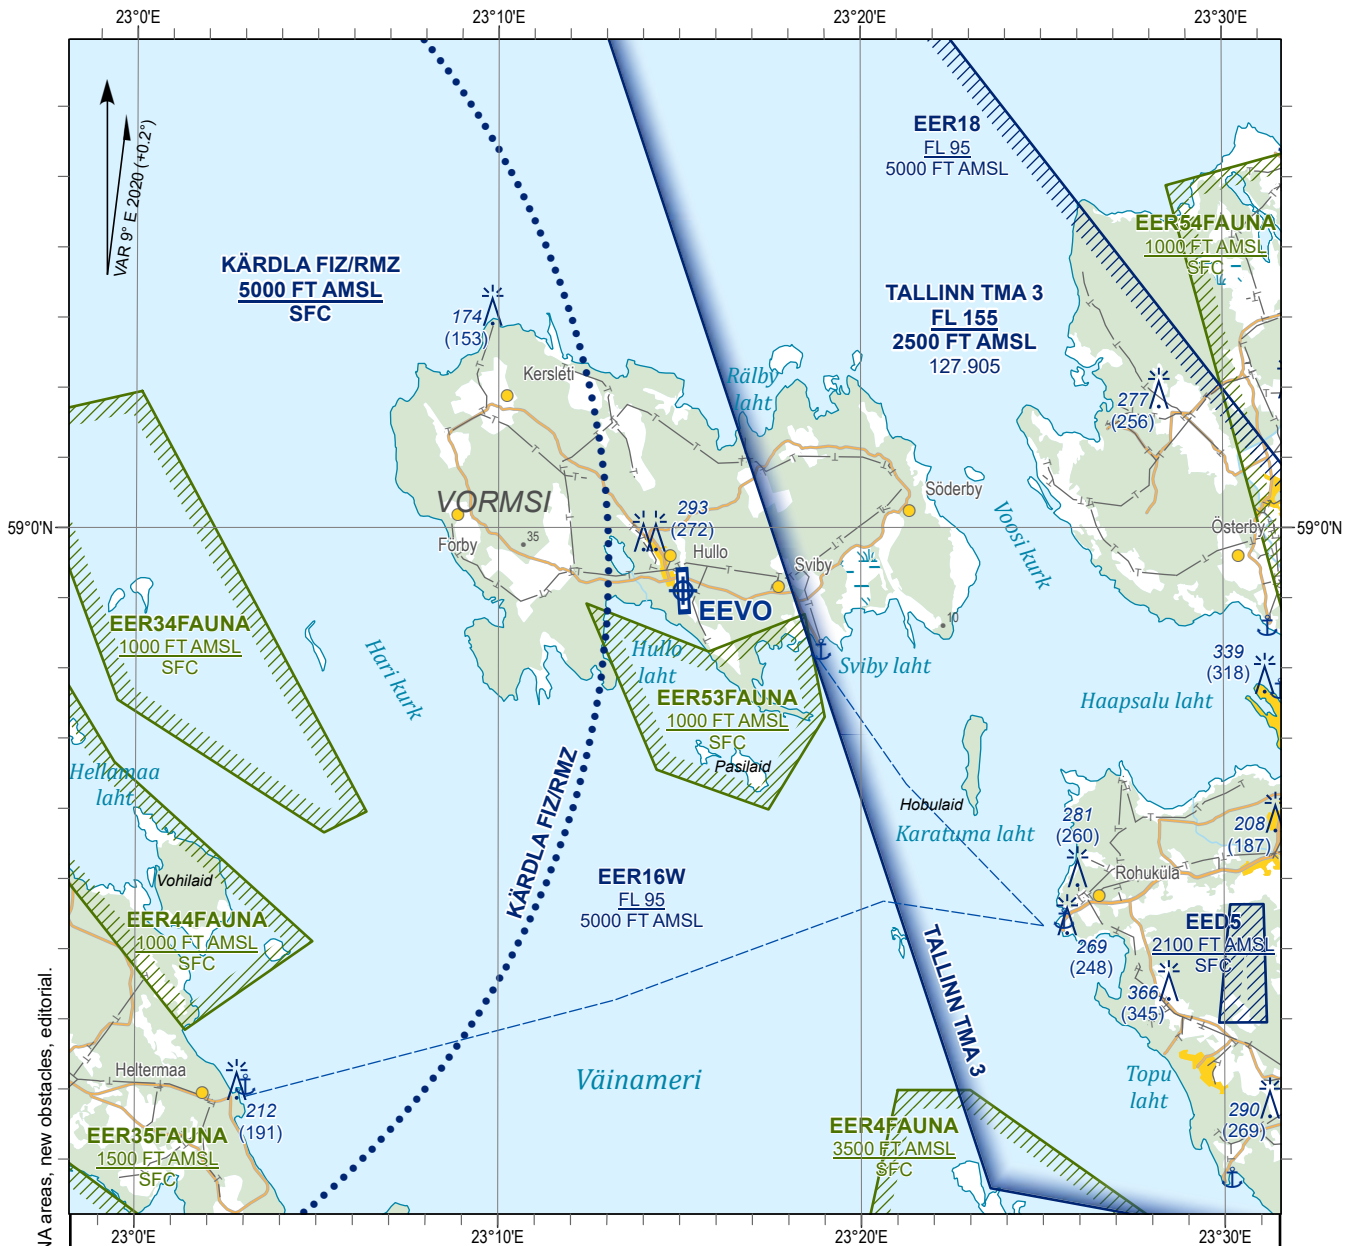 23°0'E
23°10'E
23°20'E
23°30'E
VAR 9° E 2020 (+0.2°)
EER18
FL 95
5000 FT AMSL
EER54FAUNA
1000 FT AMSL
SFC
KÄRDLA FIZ/RMZ
5000 FT AMSL
SFC
TALLINN TMA 3
FL 155
2500 FT AMSL
127.905
174
(153)
Kersleti
Rälby
laht
277
(256)
VORMSI
293
(272)
Söderby
Voosi kurk
59°0'N
59°0'N
Förby
35
Hullo
Sviby
Österby
EEVO
10
EER34FAUNA
1000 FT AMSL
SFC
Hari kurk
Hullo
laht
Sviby laht
339
(318)
EER53FAUNA
1000 FT AMSL
SFC
Haapsalu laht
Pasilaid
Hellamaa
laht
KÄRDLA FIZ/RMZ
Hobulaid
Karatuma laht
281
(260)
208
(187)
Vohilaid
EER16W
FL 95
5000 FT AMSL
Rohuküla
EER44FAUNA
1000 FT AMSL
SFC
TALLINN TMA 3
269
(248)
EED5
2100 FT AMSL
SFC
366
(345)
Heltermaa
212
(191)
Väinameri
Topu
laht
290
(269)
EER35FAUNA
1500 FT AMSL
SFC
EER4FAUNA
3500 FT AMSL
SFC
NA areas, new obstacles, editorial.
23°0'E
23°10'E
23°20'E
23°30'E